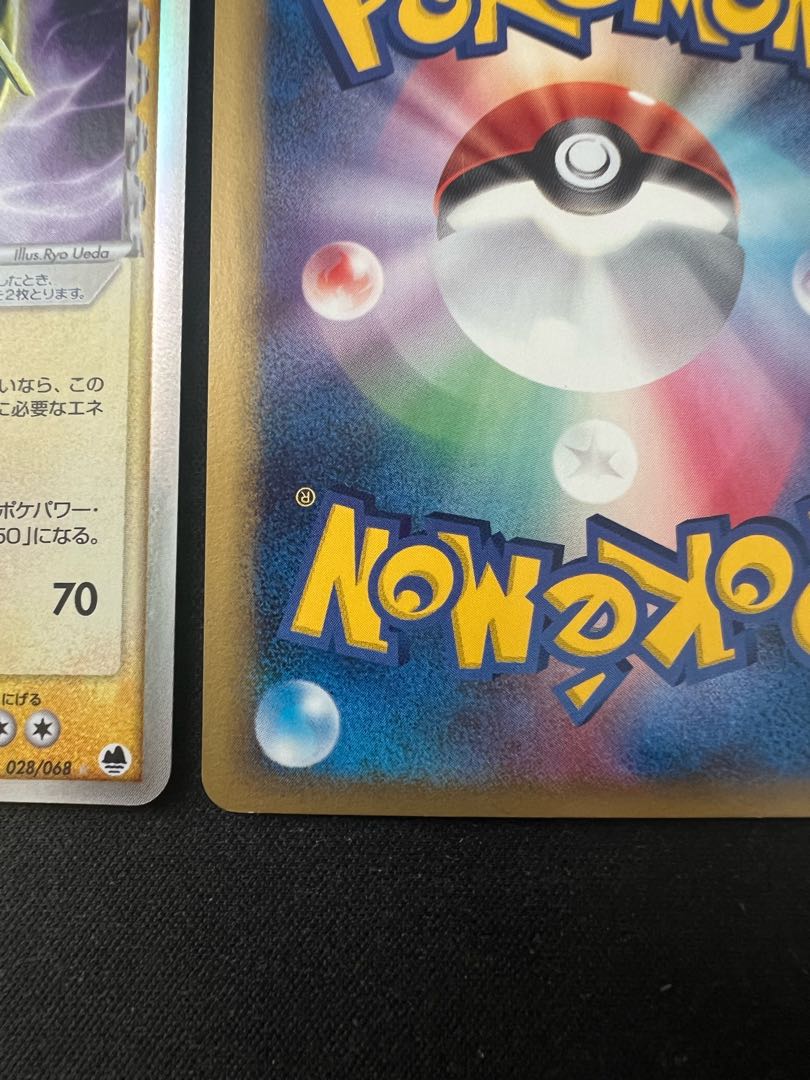 Illus. Ryo Ueda
したとき、
2枚とります。
いなら、この
に必要なエネ
ポケパワー・
50」になる。
70
にげる
028/068
POKéMON
®
POKéMON